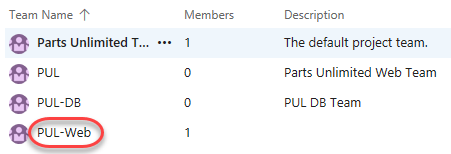 Team Name ↑ Members Description
Parts Unlimited T... ••• 1 The default project team.
PUL 0 Parts Unlimited Web Team
PUL-DB 0 PUL DB Team
PUL-Web 1